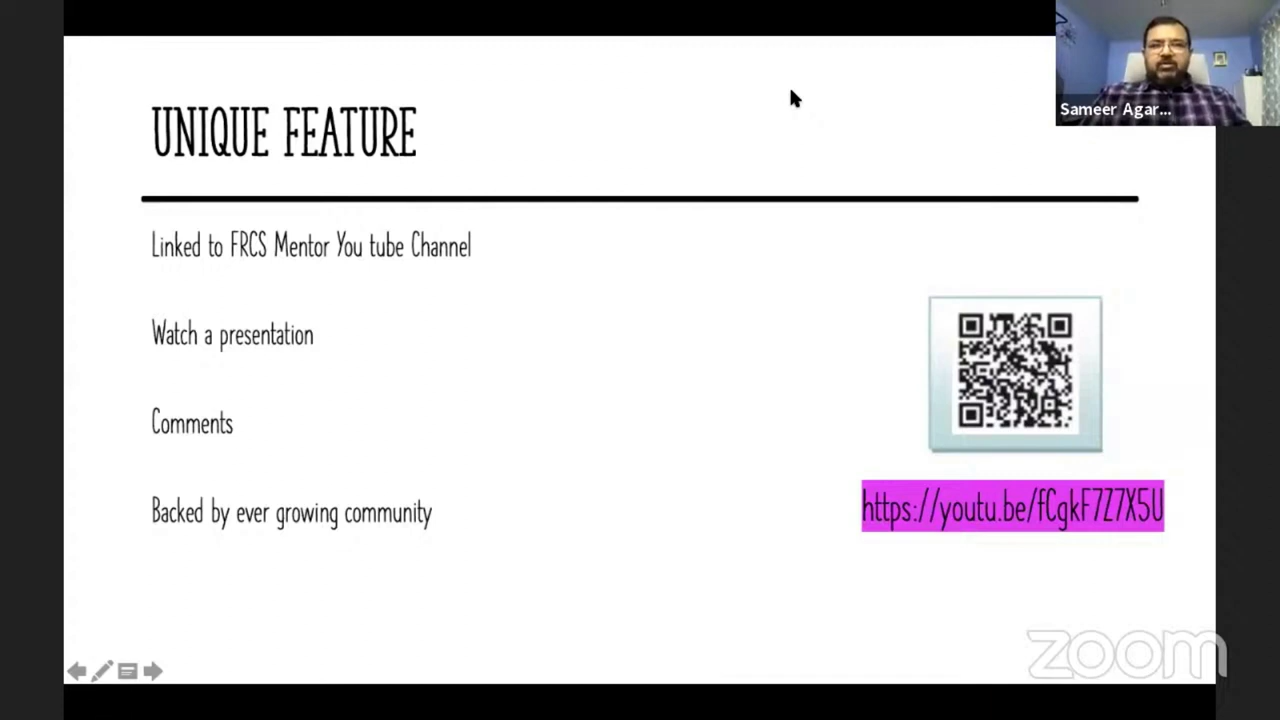 UNIQUE FEATURE
Sameer Agar...
Linked to FRCS Mentor You tube Channel
Watch a presentation
Comments
Backed by ever growing community
https://youtu.be/fCgkF7Z7X5U
zoom